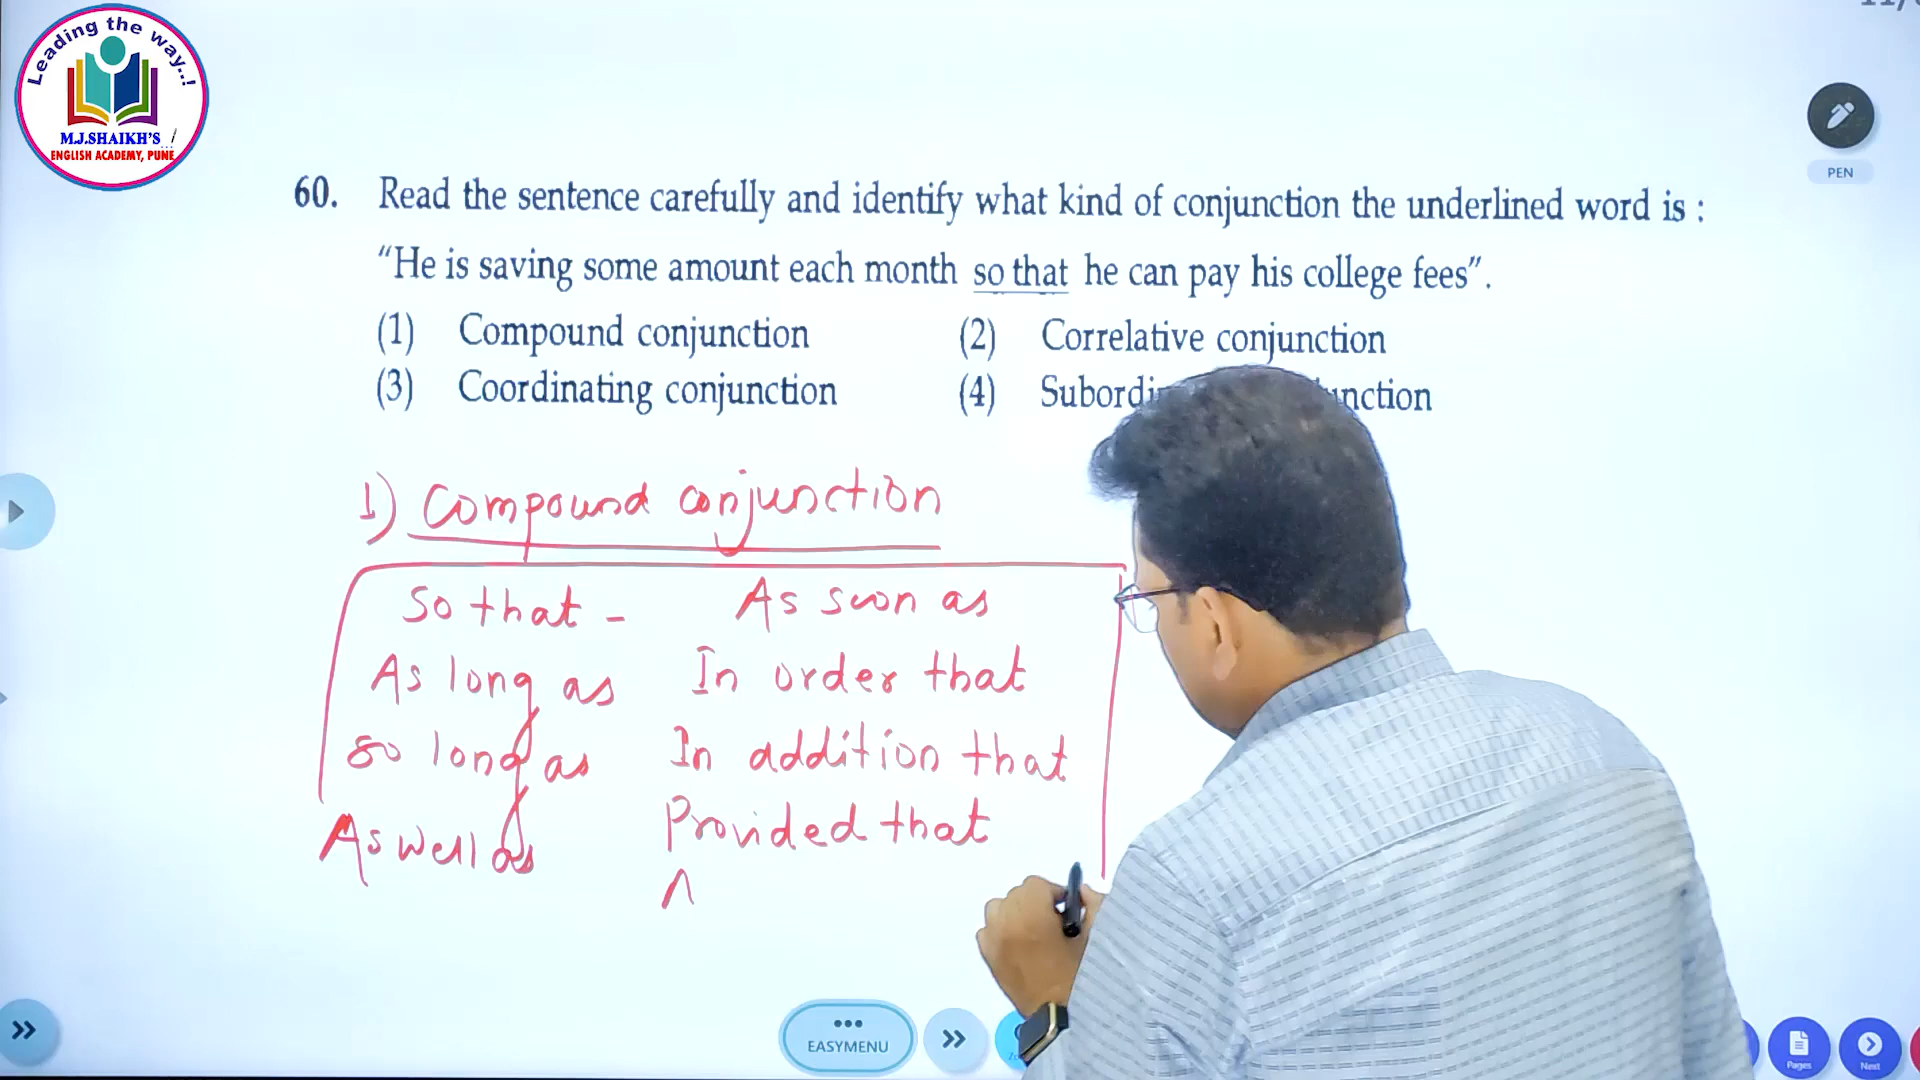 Leading the way..!
M.J.SHAIKH'S
ENGLISH ACADEMY, PUNE
PEN
60. Read the sentence carefully and identify what kind of conjunction the underlined word is :
“He is saving some amount each month so that he can pay his college fees”.
(1) Compound conjunction (2) Correlative conjunction
(3) Coordinating conjunction (4)
1) Compound conjunction
So that - As soon as
As long as In order that
So long as In addition that
As well as Provided that
EASYMENU
Pages
Next